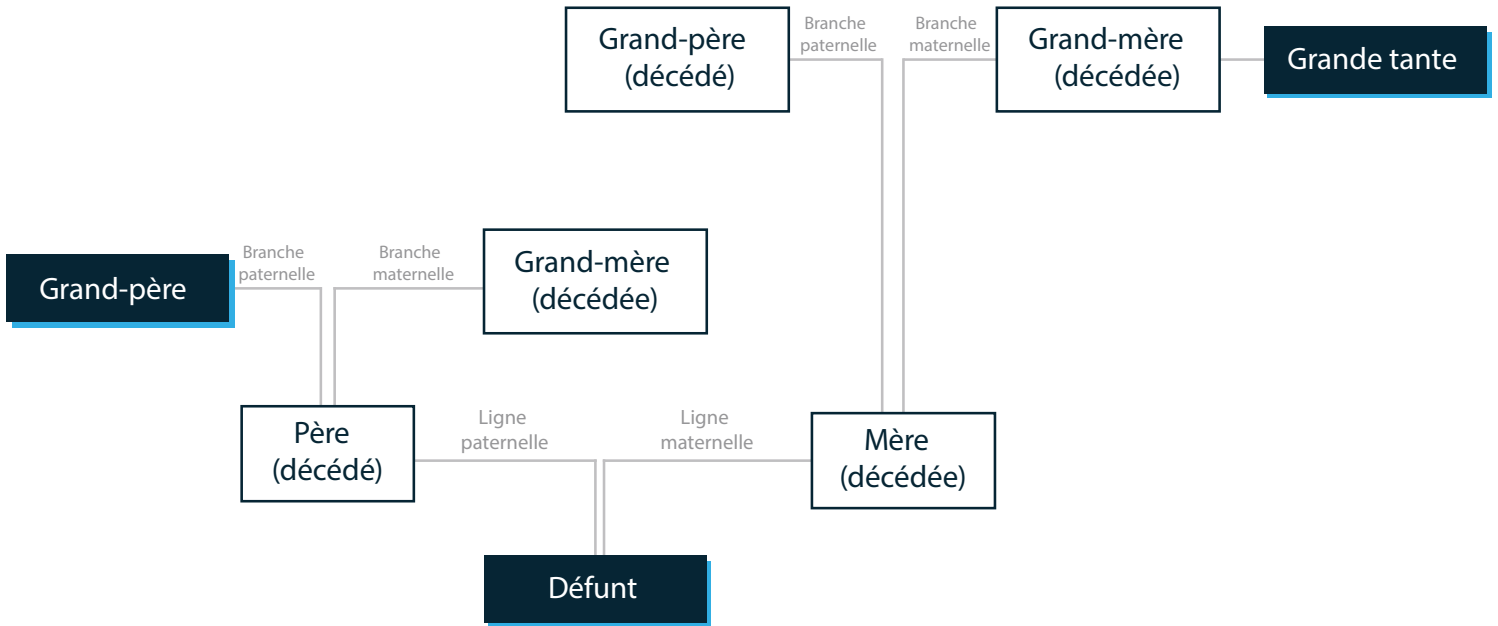 Grand-père
(décédé)
Branche
paternelle
Branche
maternelle
Grand-mère
(décédée)
Grande tante
Grand-père
Branche
paternelle
Branche
maternelle
Grand-mère
(décédée)
Père
(décédé)
Ligne
paternelle
Ligne
maternelle
Mère
(décédée)
Défunt